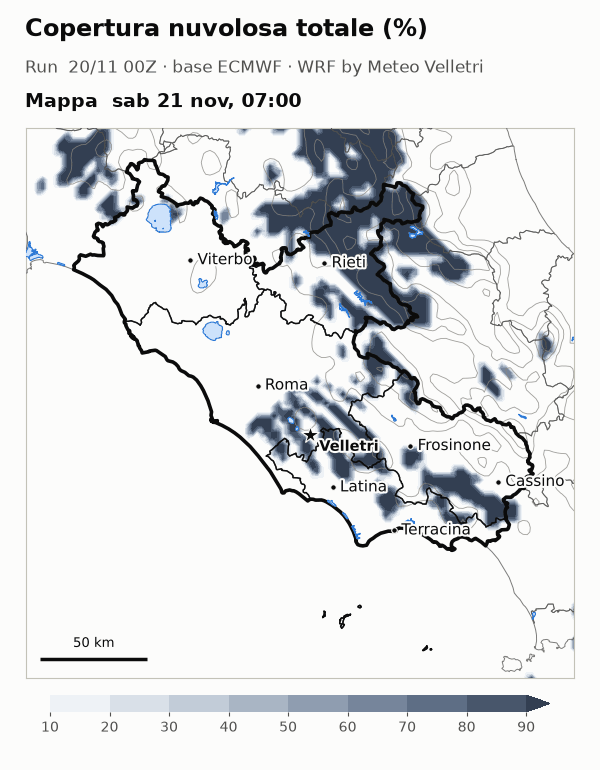 Copertura nuvolosa totale (%)
Run  20/11 00Z · base ECMWF · WRF by Meteo Velletri
Mappa  sab 21 nov, 07:00
Viterbo
Rieti
Roma
Velletri
Frosinone
Latina
Cassino
Terracina
50 km
10 20 30 40 50 60 70 80 90